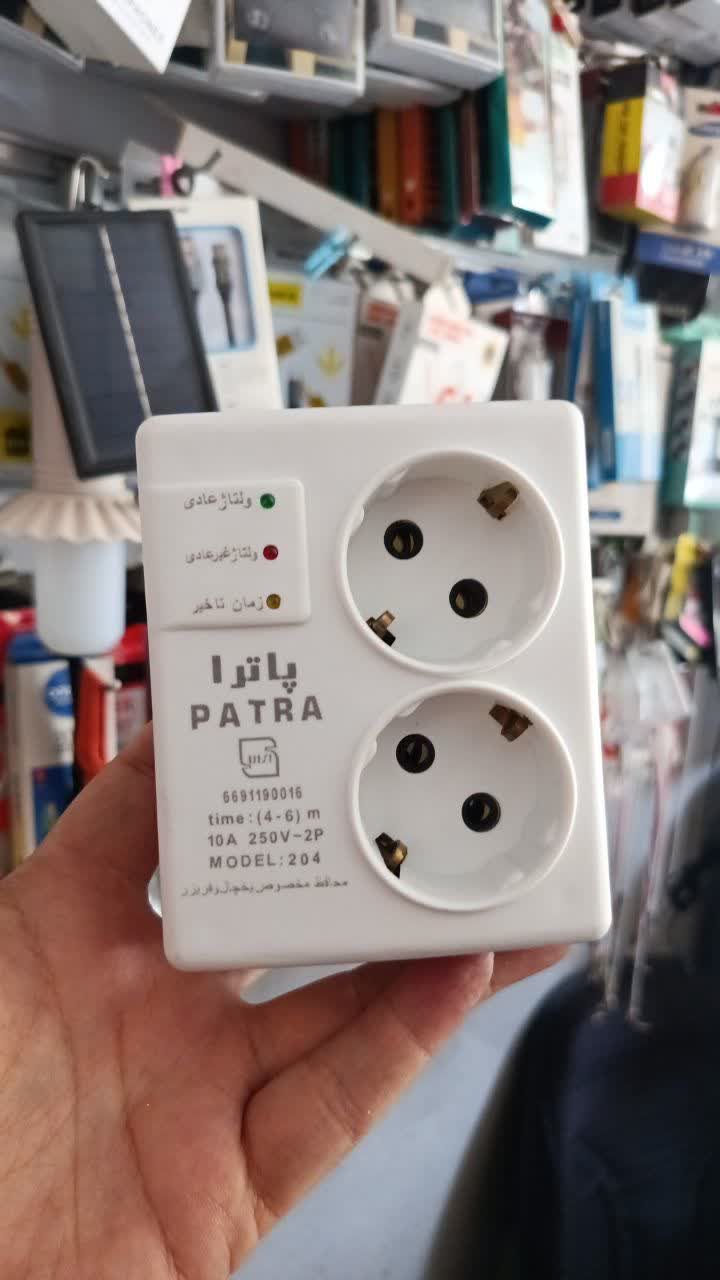 ولتاژ عادی
ولتاژ غیرعادی
زمان تاخیر
پاترا
PATRA
6691190016
time:(4-6) m
10A 250V~2P
MODEL:204
محافظ مخصوص یخچال و فریزر